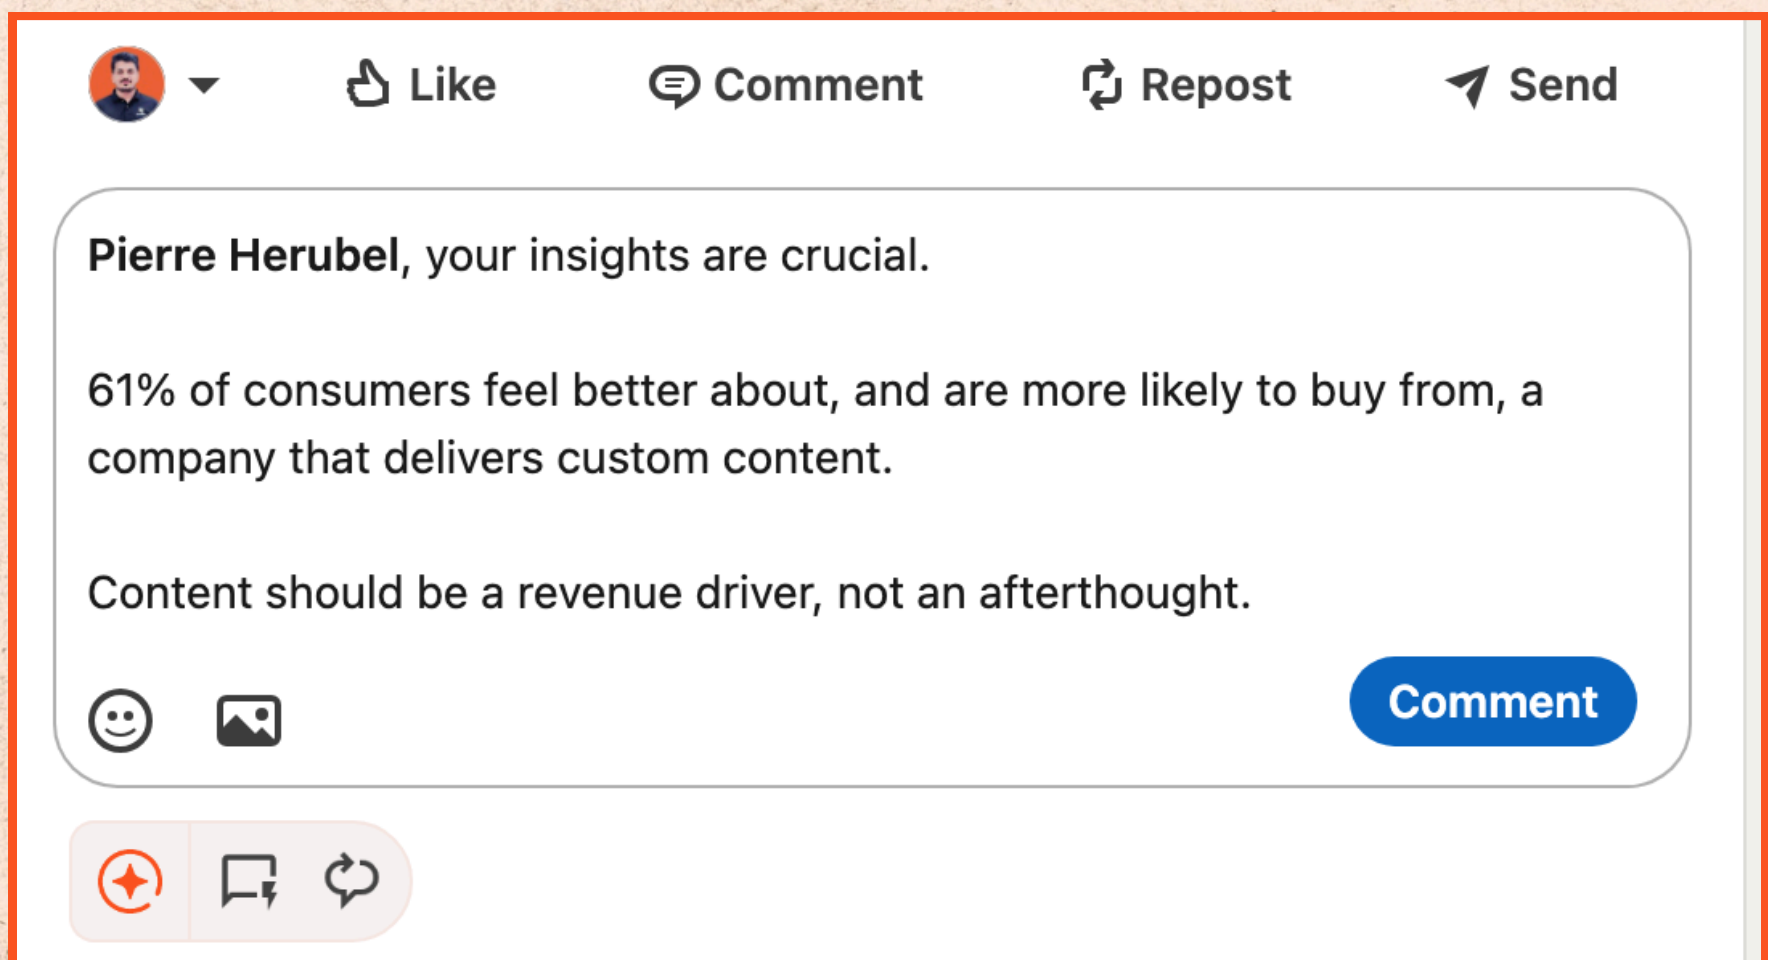 Like
Comment
Repost
Send
Pierre Herubel, your insights are crucial.
61% of consumers feel better about, and are more likely to buy from, a
company that delivers custom content.
Content should be a revenue driver, not an afterthought.
Comment